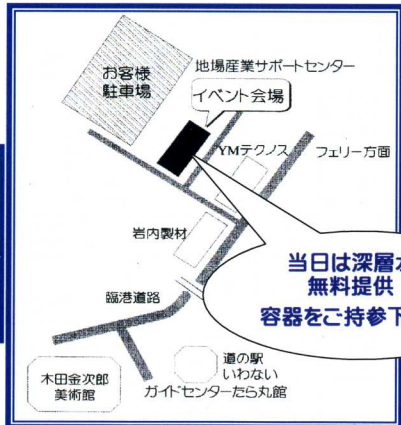 お客様
駐車場
地場産業サポートセンター
イベント会場
YMテクノス
フェリー方面
岩内製材
当日は深層水
無料提供
容器をご持参下
臨港道路
道の駅
いわない
ガイドセンターたら丸館
木田金次郎
美術館